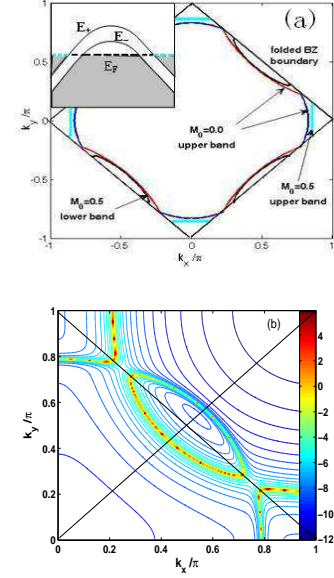 (a)
E+
E−
EF
folded BZ
boundary
M0=0.0
upper band
M0=0.5
lower band
M0=0.5
upper band
1
0.5
0
-0.5
-1
ky/π
-1 -0.5 0 0.5 1
kx/π
(b)
1
0.8
0.6
0.4
0.2
0
ky/π
0 0.2 0.4 0.6 0.8 1
kx/π
4
2
0
-2
-4
-6
-8
-10
-12